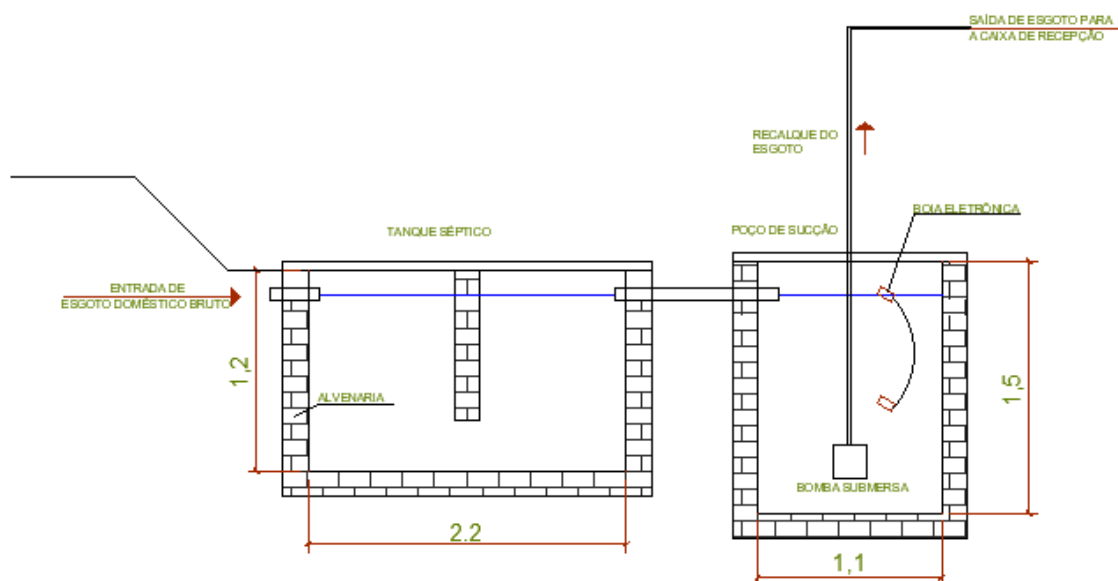 SAÍDA DE ESGOTO PARA
A CAIXA DE RECEPÇÃO
RECALQUE DO
ESGOTO
BOIA ELETRÔNICA
TANQUE SÉPTICO
POÇO DE SUCÇÃO
ENTRADA DE
ESGOTO DOMÉSTICO BRUTO
1,2
ALVENARIA
1,5
BOMBA SUBMERSA
2.2
1,1